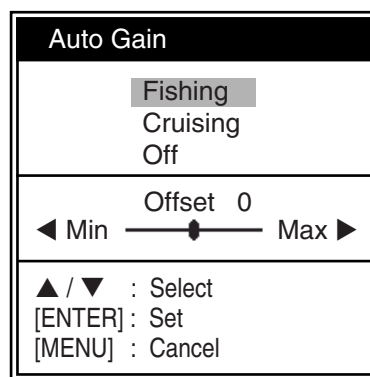 Auto Gain
Fishing
Cruising
Off
Offset 0
◀ Min Max ▶
▲ / ▼ : Select
[ENTER] : Set
[MENU] : Cancel